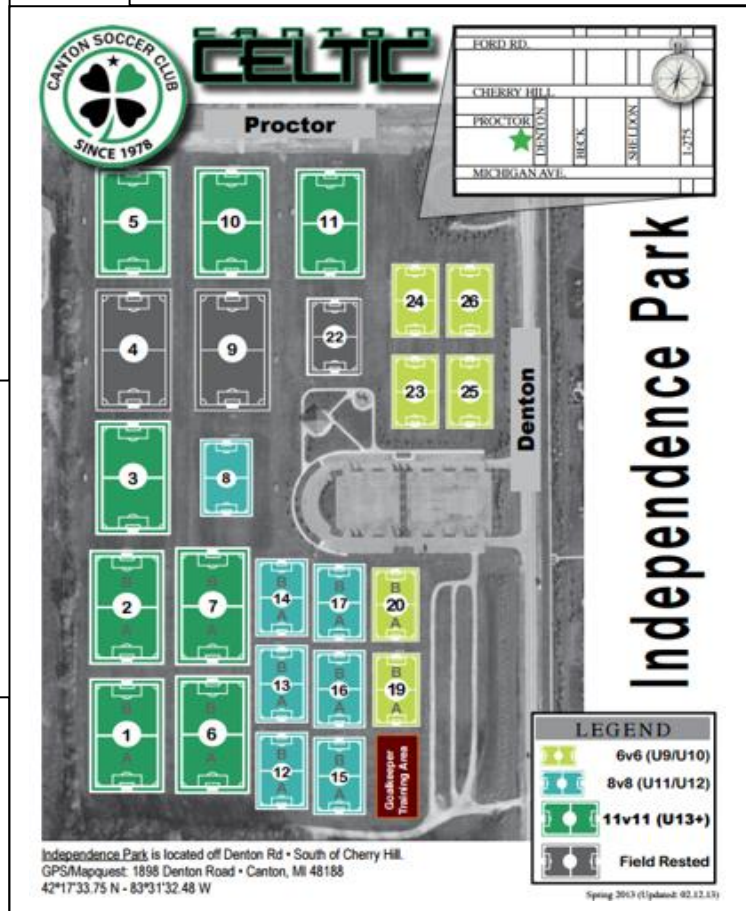 CANTON SOCCER CLUB
SINCE 1978
CANTON
CELTIC
FORD RD.
CHERRY HILL
PROCTOR
DENTON
BECK
SHELDON
I-275
MICHIGAN AVE.
Proctor
5
10
11
24
26
4
9
22
23
25
Denton
Independence Park
3
8
B
2
A
B
7
A
B
14
A
B
17
A
B
20
A
B
13
A
B
16
A
B
19
A
B
1
A
B
6
A
B
12
A
B
15
A
Goalkeeper
Training Area
LEGEND
6v6 (U9/U10)
8v8 (U11/U12)
11v11 (U13+)
Field Rested
Independence Park is located off Denton Rd • South of Cherry Hill.
GPS/Mapquest: 1898 Denton Road • Canton, MI 48188
42°17'33.75 N - 83°31'32.48 W
Spring 2013 (Updated: 02.12.13)